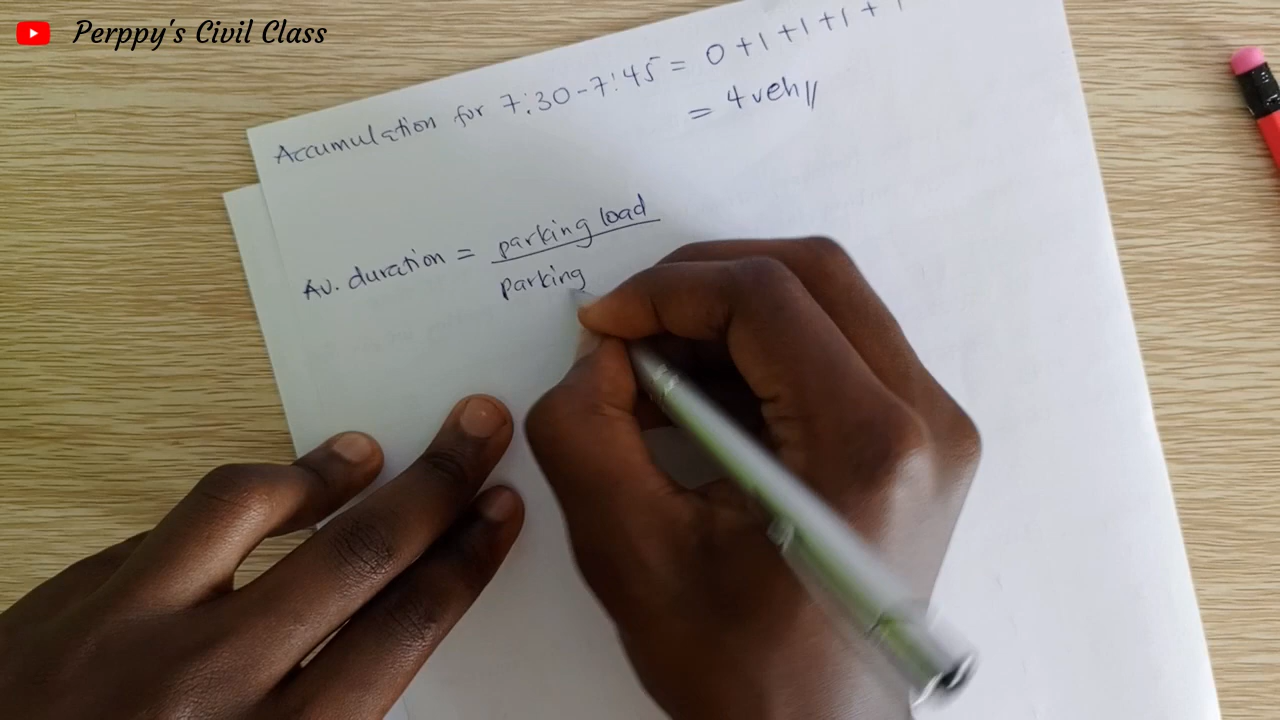 Perppy's Civil Class
Accumulation for 7:30-7:45 = 0 +1 +1 +1 + 1
= 4 veh //
Av. duration = parking load
parking